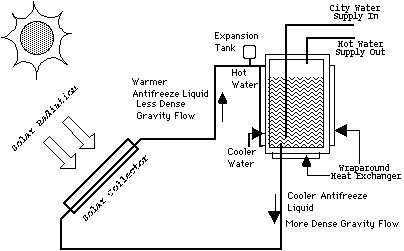 City Water
Supply In
Expansion
Tank
Hot Water
Supply Out
Hot
Water
Warmer
Antifreeze Liquid
Less Dense
Gravity Flow
Solar Radiation
Cooler
Water
Solar Collector
Wraparound
Heat Exchanger
Cooler Antifreeze
Liquid
More Dense Gravity Flow